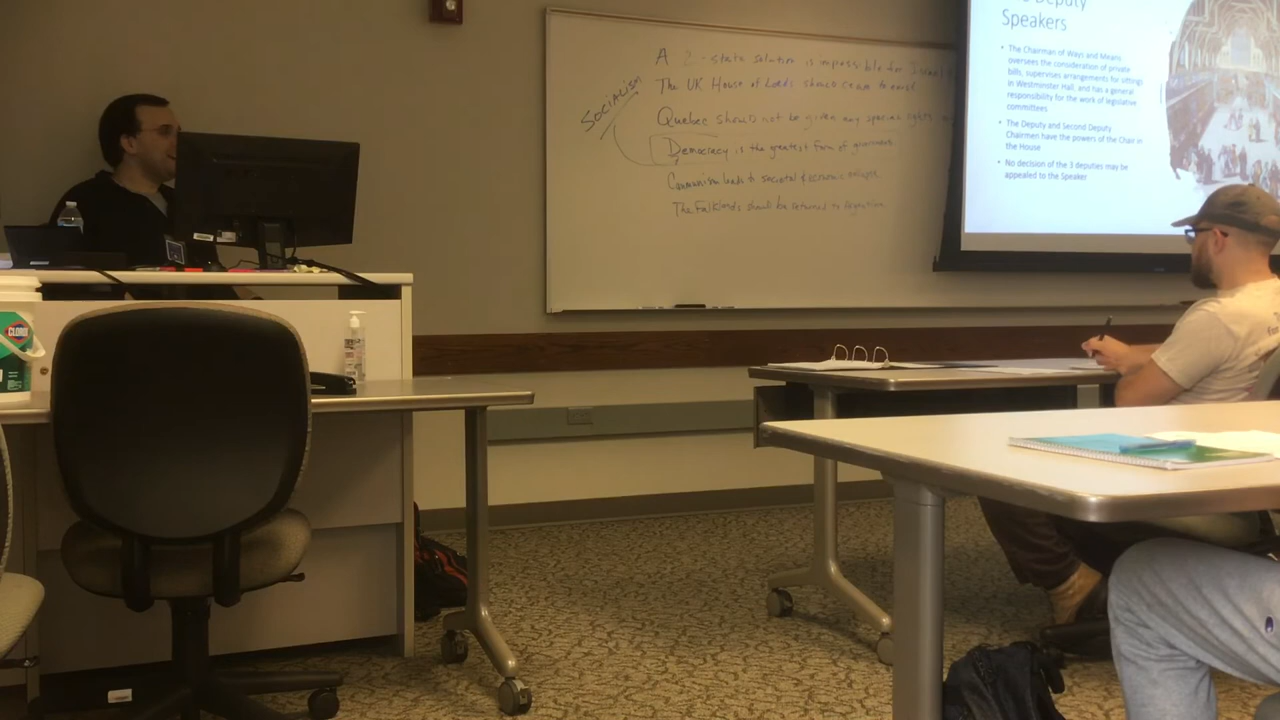 A 2-state solution is impossible for Israel
The UK House of Lords should cease to exist
Quebec should not be given any special rights
Democracy is the greatest form of government
Communism leads to societal & economic collapse
The Falklands should be returned to Argentina
SOCIALISM
?
Deputy
Speakers
• The Chairman of Ways and Means
oversees the consideration of private
bills, supervises arrangements for sittings
in Westminster Hall, and has a general
responsibility for the work of legislative
committees
• The Deputy and Second Deputy
Chairmen have the powers of the Chair in
the House
• No decision of the 3 deputies may be
appealed to the Speaker
CLORO